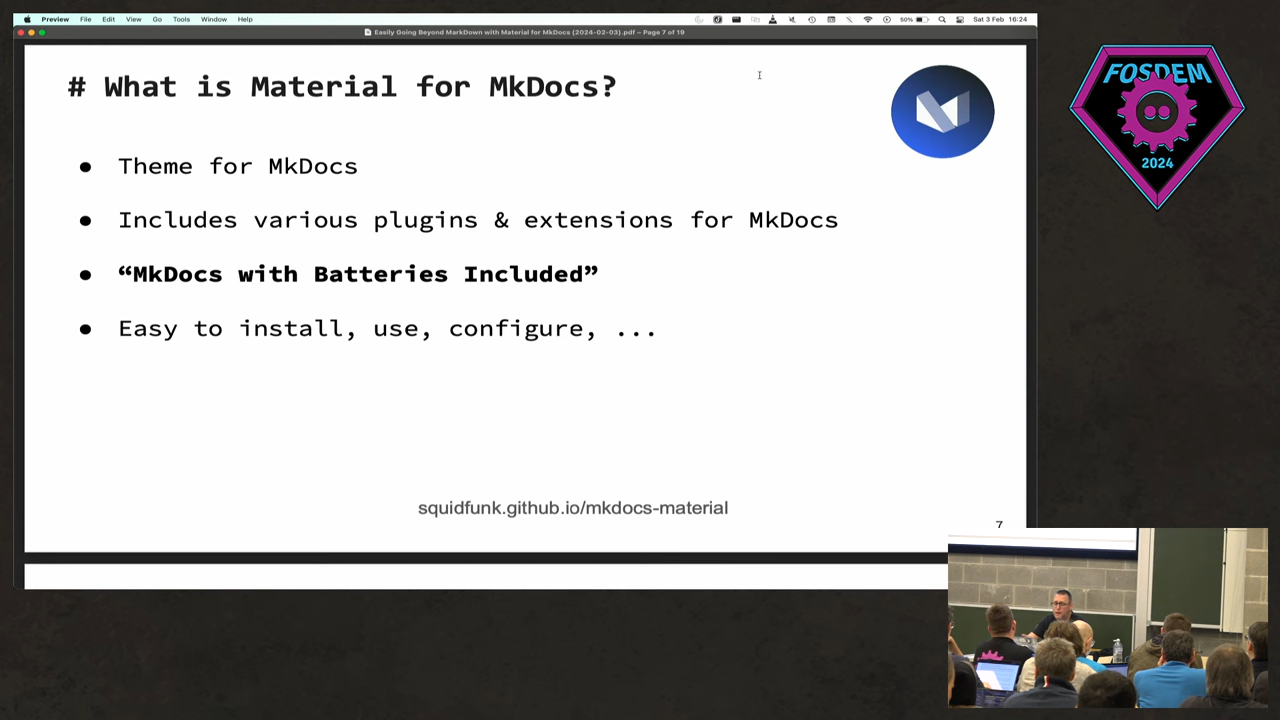 Preview File Edit View Go Tools Window Help 50% Sat 3 Feb 16:24
Easily Going Beyond MarkDown with Material for MkDocs (2024-02-03).pdf – Page 7 of 19
# What is Material for MkDocs?
● Theme for MkDocs
● Includes various plugins & extensions for MkDocs
● “MkDocs with Batteries Included”
● Easy to install, use, configure, ...
squidfunk.github.io/mkdocs-material
7
FOSDEM
2024